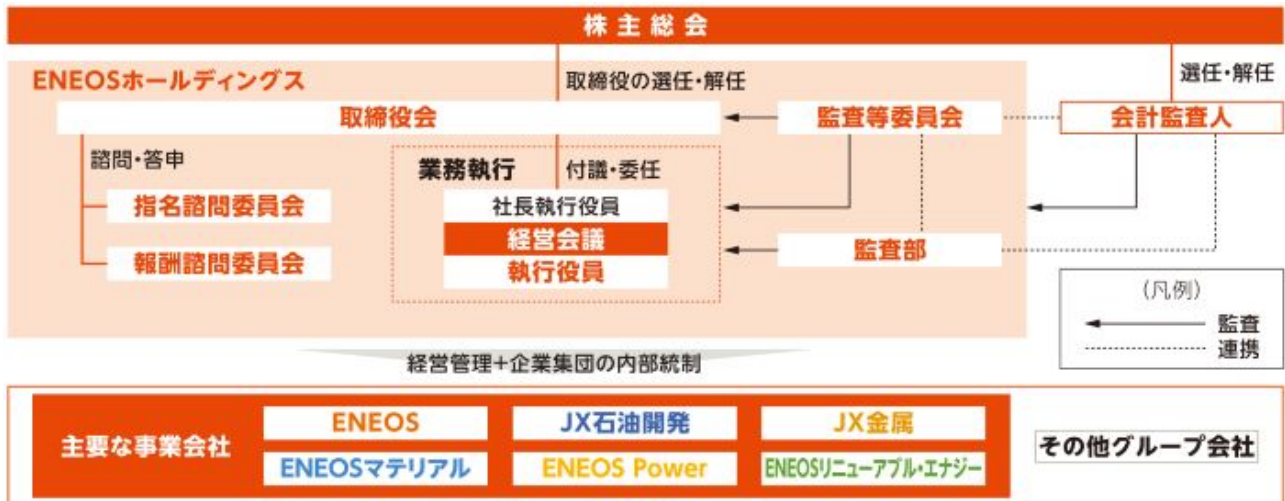 株主総会
ENEOSホールディングス
取締役の選任・解任
選任・解任
取締役会
監査等委員会
会計監査人
諮問・答申
業務執行
付議・委任
指名諮問委員会
社長執行役員
経営会議
執行役員
報酬諮問委員会
監査部
(凡例)
監査
連携
経営管理+企業集団の内部統制
主要な事業会社
ENEOS
JX石油開発
JX金属
ENEOSマテリアル
ENEOS Power
ENEOSリニューアブル・エナジー
その他グループ会社